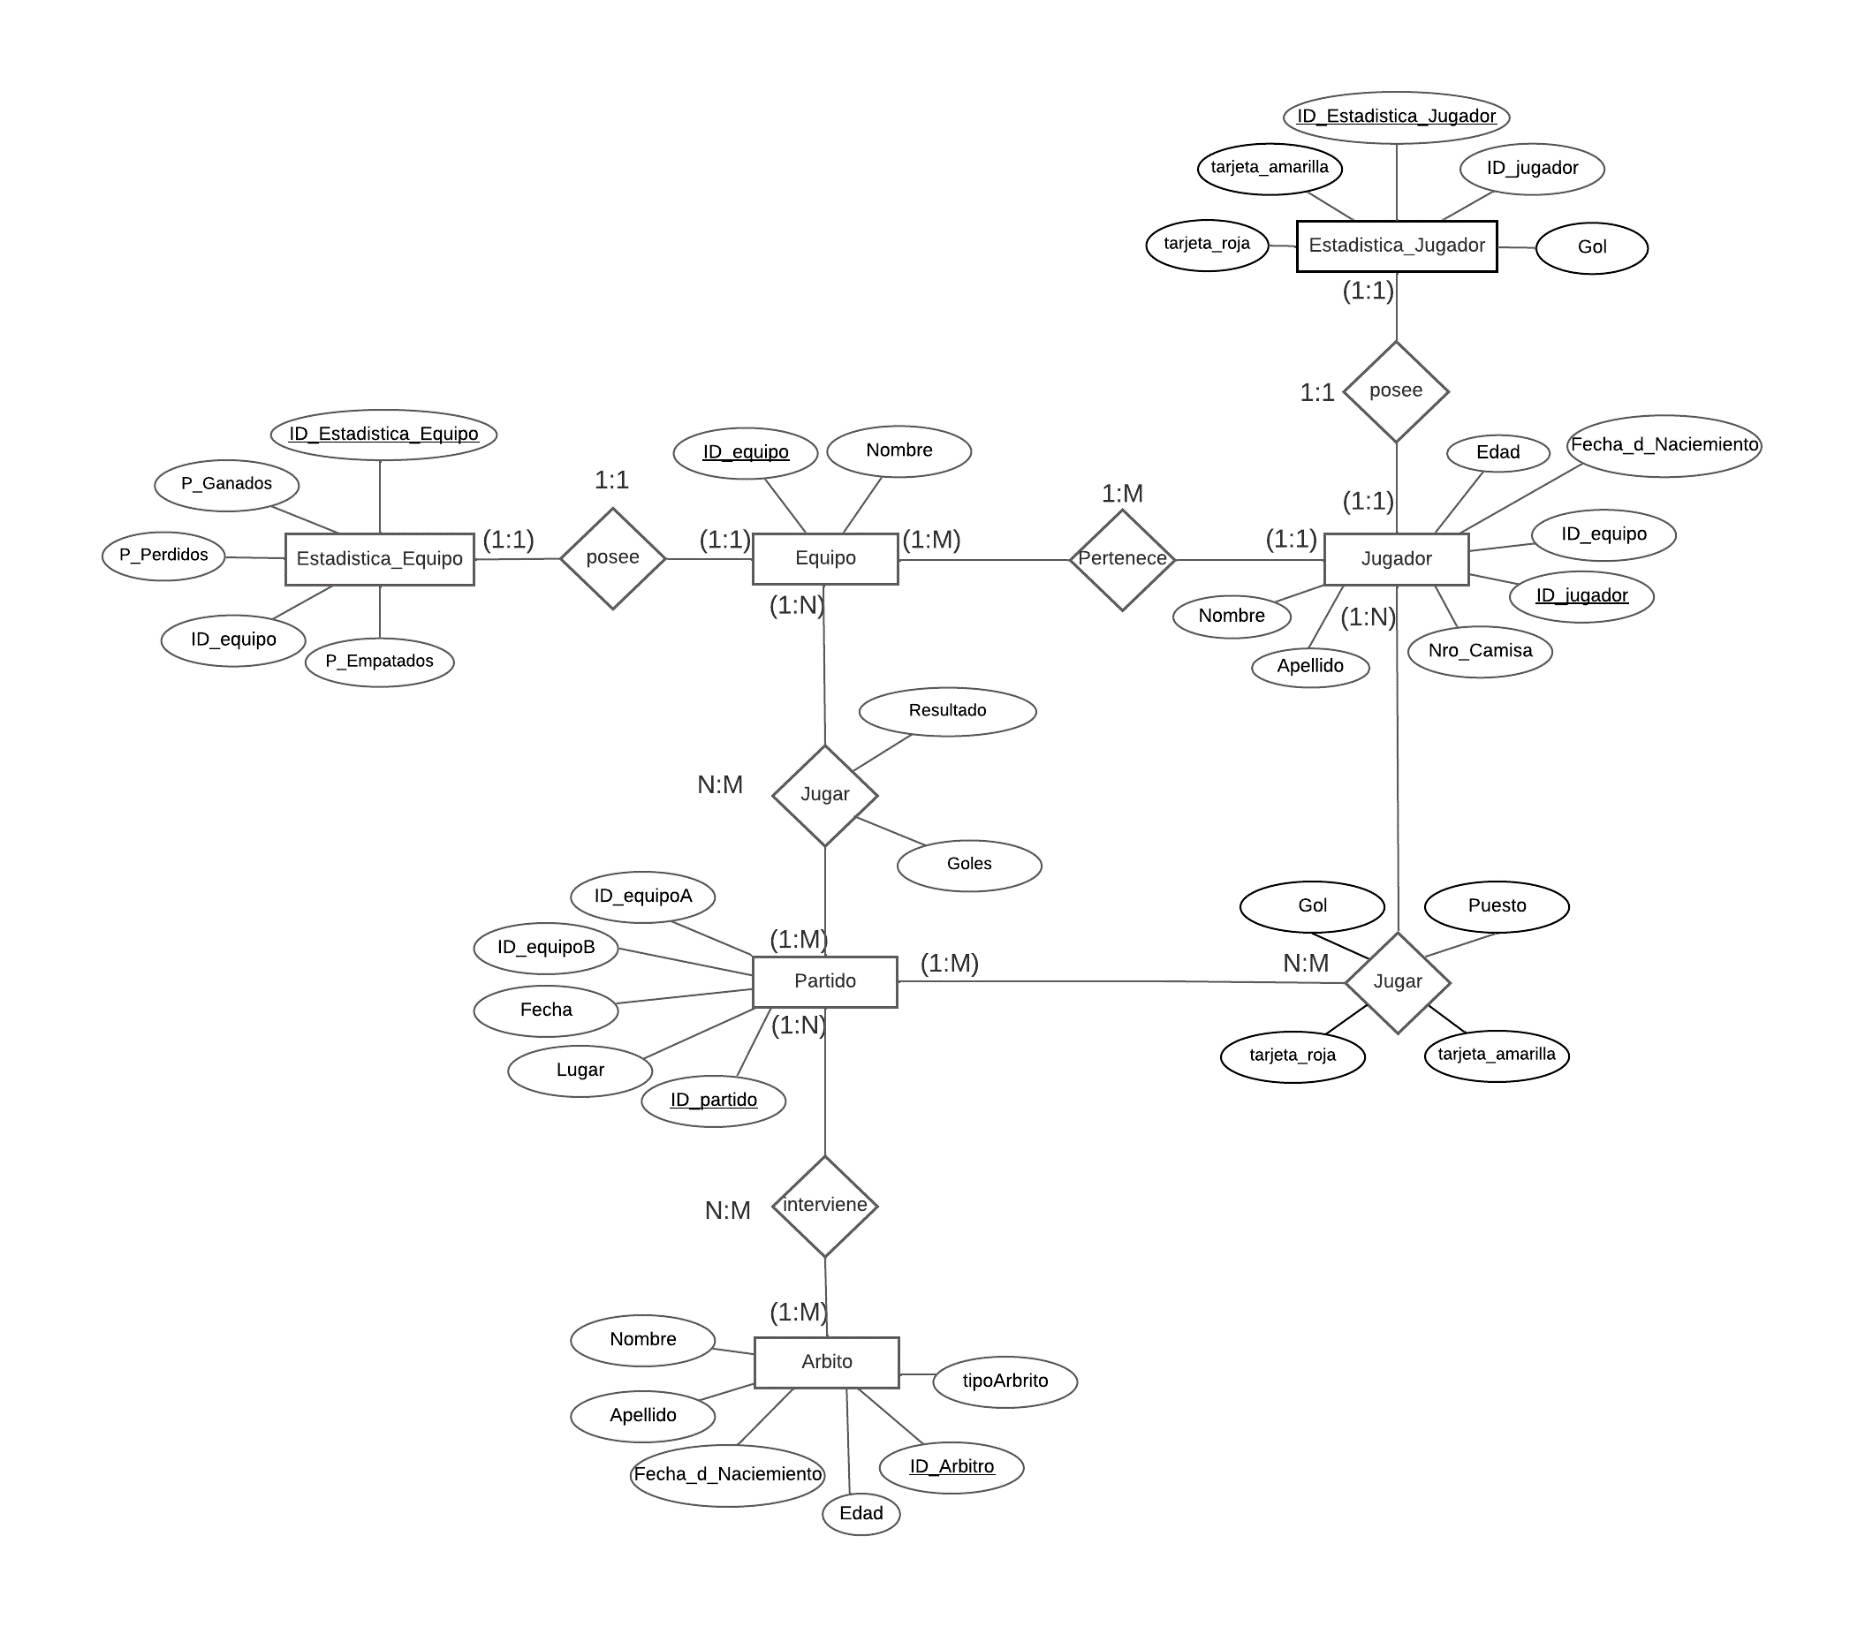 ID_Estadistica_Jugador
tarjeta_amarilla
ID_jugador
tarjeta_roja
Estadistica_Jugador
Gol
(1:1)
1:1
posee
ID_Estadistica_Equipo
ID_equipo
Nombre
Edad
Fecha_d_Naciemiento
P_Ganados
1:1
1:M
(1:1)
P_Perdidos
Estadistica_Equipo
(1:1)
posee
(1:1)
Equipo
(1:M)
Pertenece
(1:1)
Jugador
ID_equipo
ID_jugador
(1:N)
Nombre
(1:N)
ID_equipo
P_Empatados
Apellido
Nro_Camisa
Resultado
N:M
Jugar
Goles
ID_equipoA
Gol
Puesto
ID_equipoB
(1:M)
Partido
(1:M)
N:M
Jugar
Fecha
(1:N)
Lugar
tarjeta_roja
tarjeta_amarilla
ID_partido
N:M
interviene
(1:M)
Nombre
Arbito
tipoArbrito
Apellido
Fecha_d_Naciemiento
ID_Arbitro
Edad